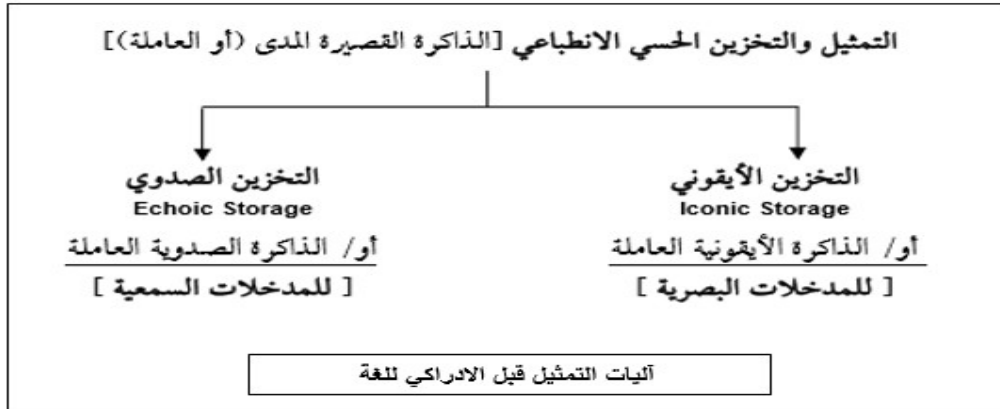 التمثيل والتخزين الحسي الانطباعي [الذاكرة القصيرة المدى (أو العاملة)]
التخزين الأيقوني
Iconic Storage
أو/ الذاكرة الأيقونية العاملة
[ للمدخلات البصرية ]
التخزين الصدوي
Echoic Storage
أو/ الذاكرة الصدوية العاملة
[ للمدخلات السمعية ]
آليات التمثيل قبل الادراكي للغة